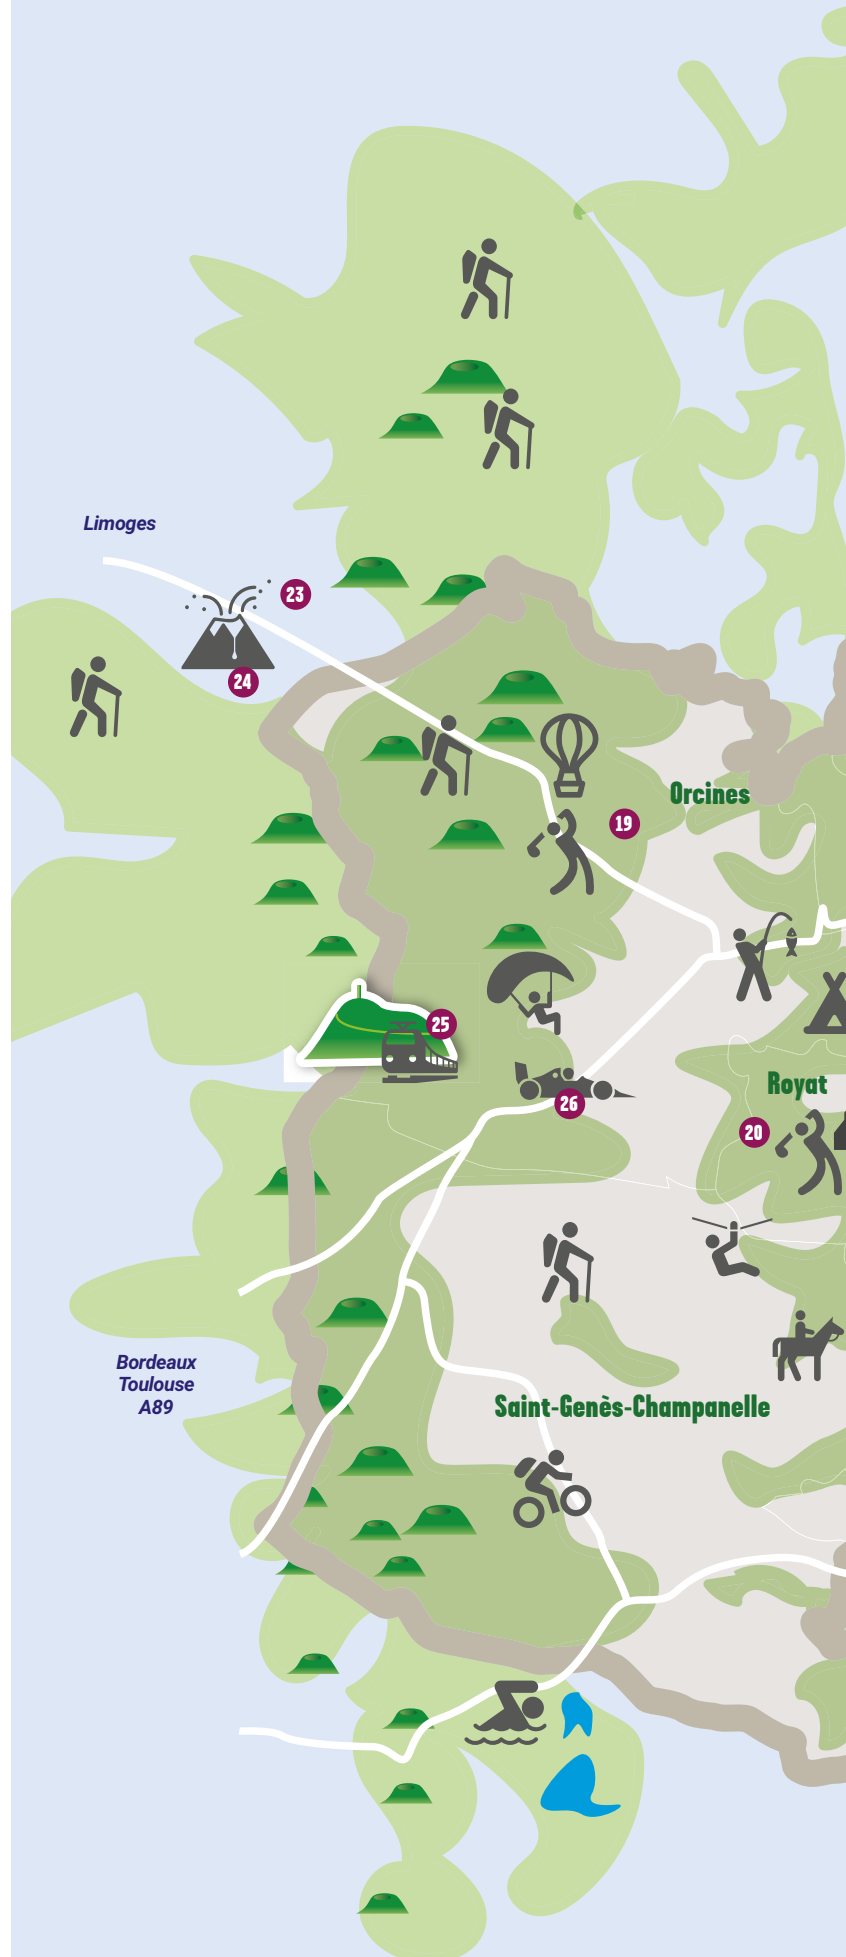 Limoges
23
24
Orcines
19
25
26
Royat
20
Bordeaux
Toulouse
A89
Saint-Genès-Champanelle